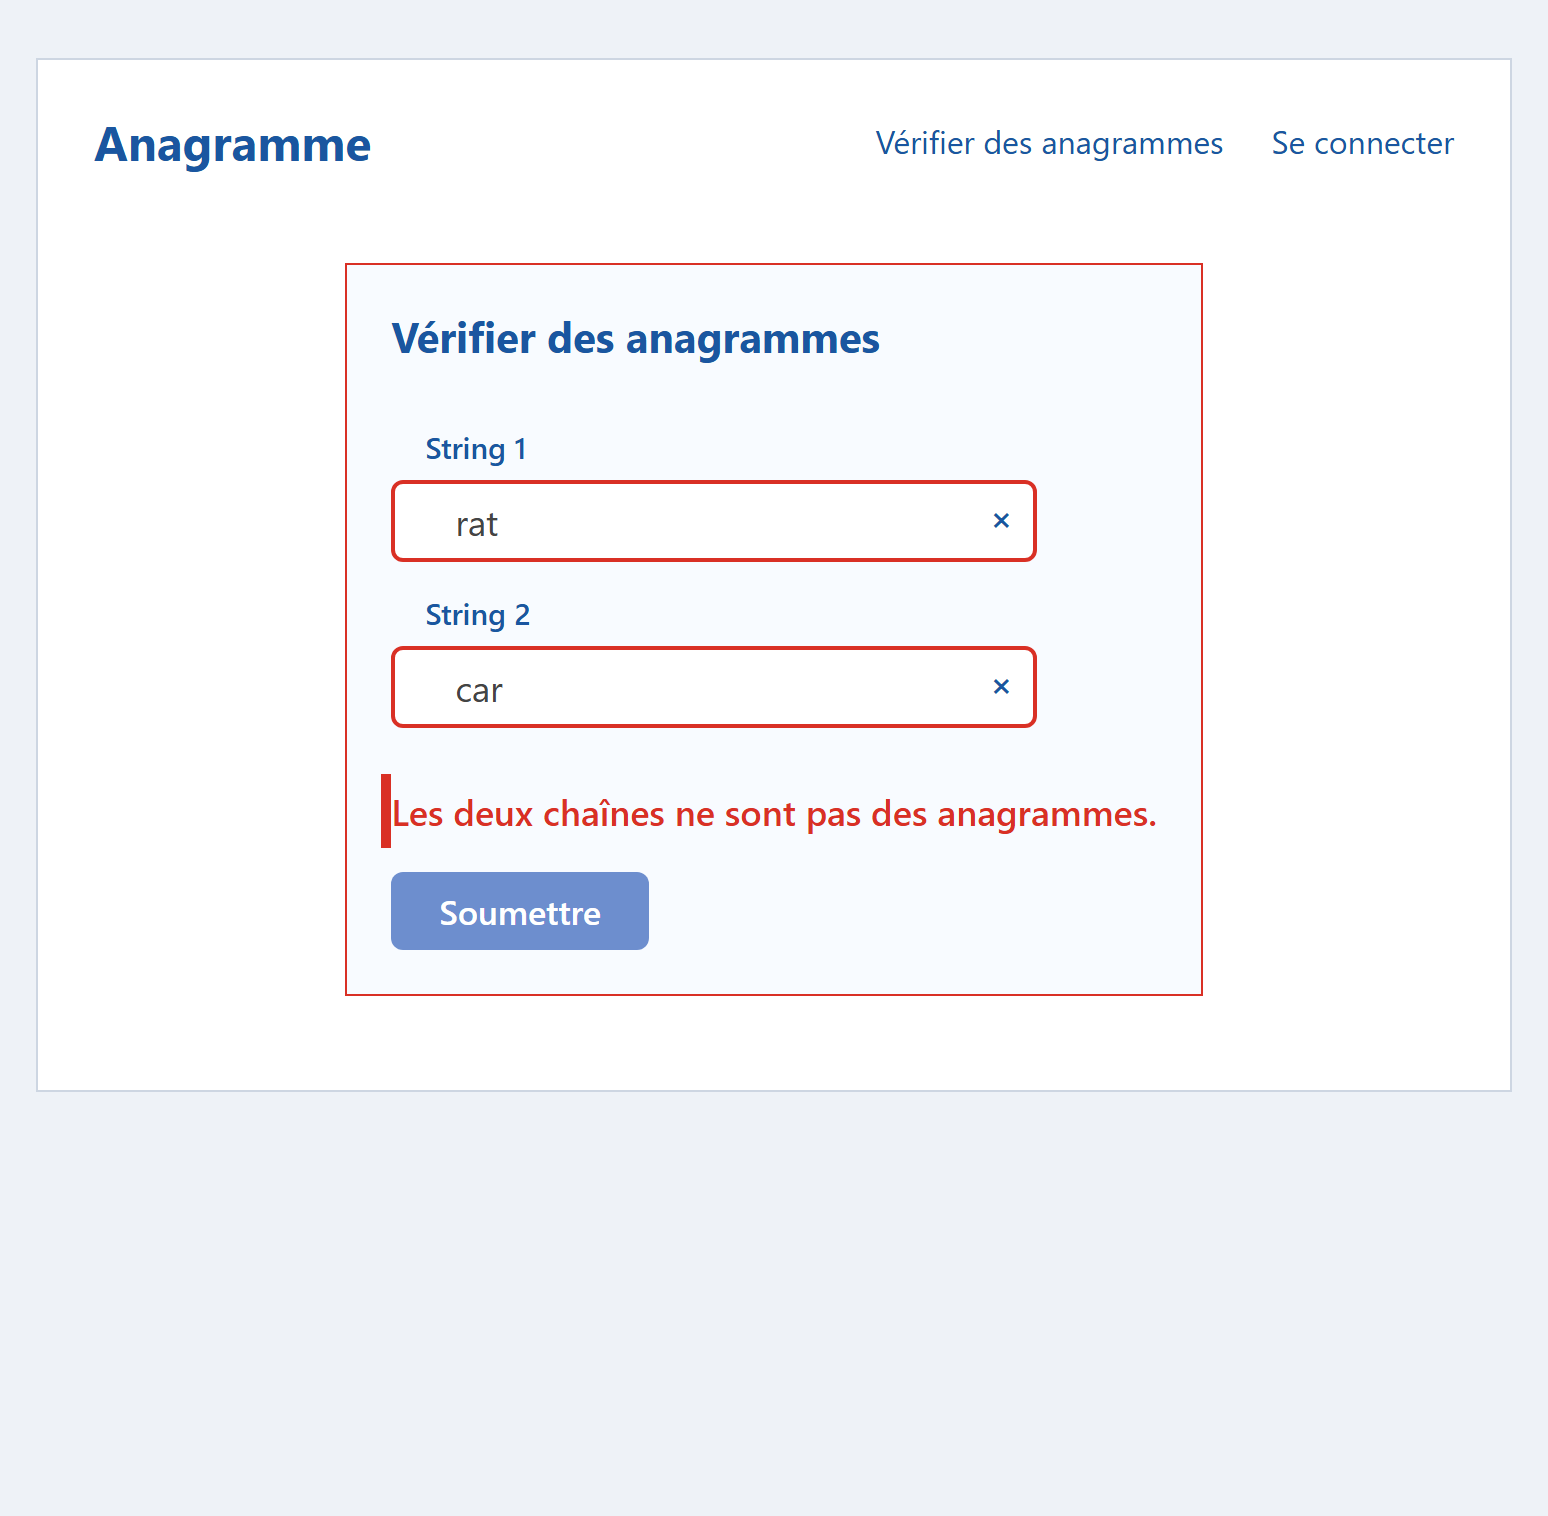 Anagramme
Vérifier des anagrammes
Se connecter
Vérifier des anagrammes
String 1
rat
×
String 2
car
×
Les deux chaînes ne sont pas des anagrammes.
Soumettre